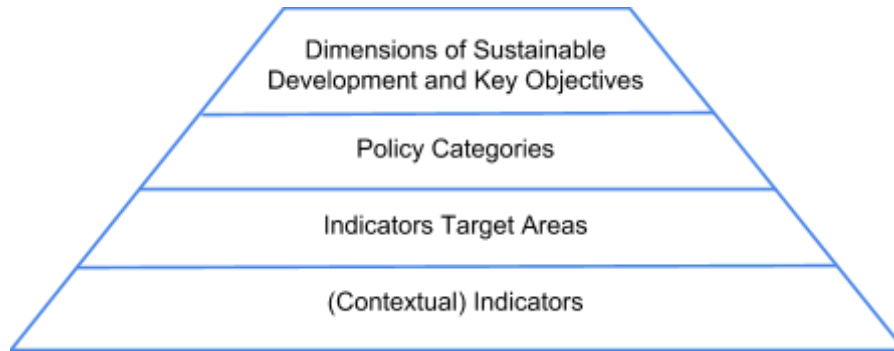 Dimensions of Sustainable
Development and Key Objectives
Policy Categories
Indicators Target Areas
(Contextual) Indicators